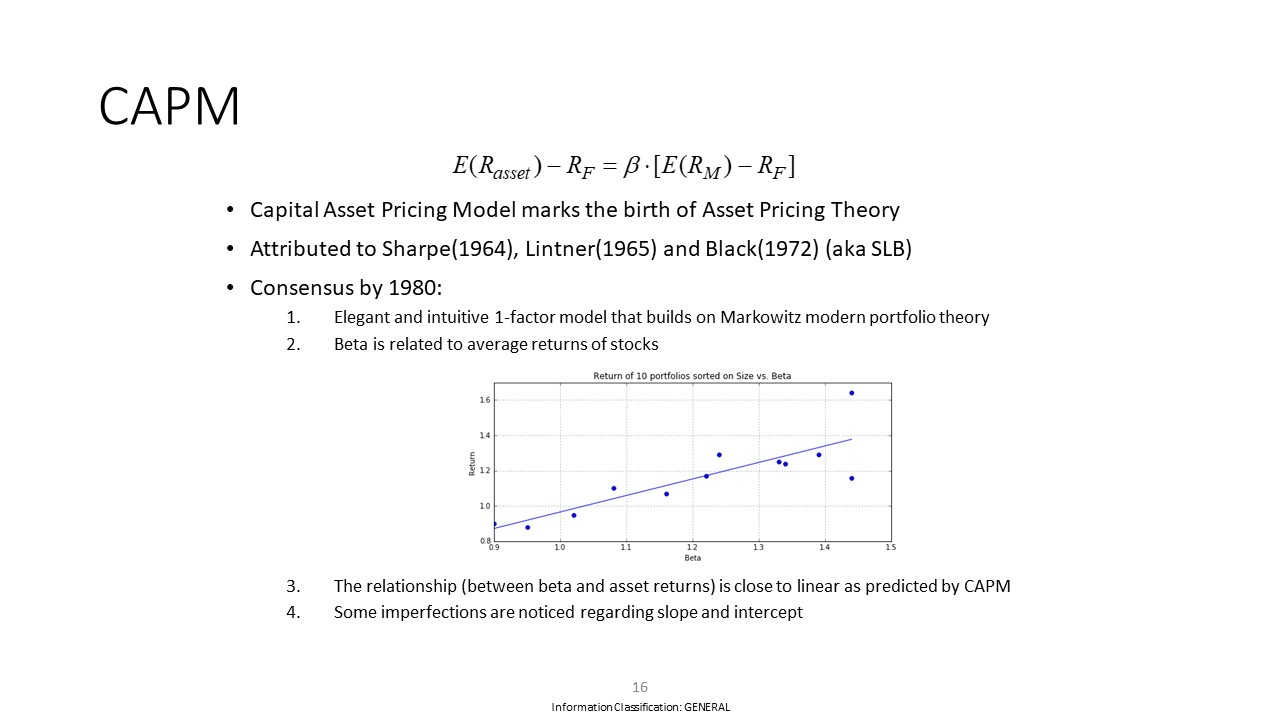 CAPM
E(R_asset) – R_F = β · [E(R_M) – R_F]
• Capital Asset Pricing Model marks the birth of Asset Pricing Theory
• Attributed to Sharpe(1964), Lintner(1965) and Black(1972) (aka SLB)
• Consensus by 1980:
1. Elegant and intuitive 1-factor model that builds on Markowitz modern portfolio theory
2. Beta is related to average returns of stocks
Return of 10 portfolios sorted on Size vs. Beta
1.6
1.4
1.2
1.0
0.8
Return
0.9 1.0 1.1 1.2 1.3 1.4 1.5
Beta
3. The relationship (between beta and asset returns) is close to linear as predicted by CAPM
4. Some imperfections are noticed regarding slope and intercept
16
Information Classification: GENERAL